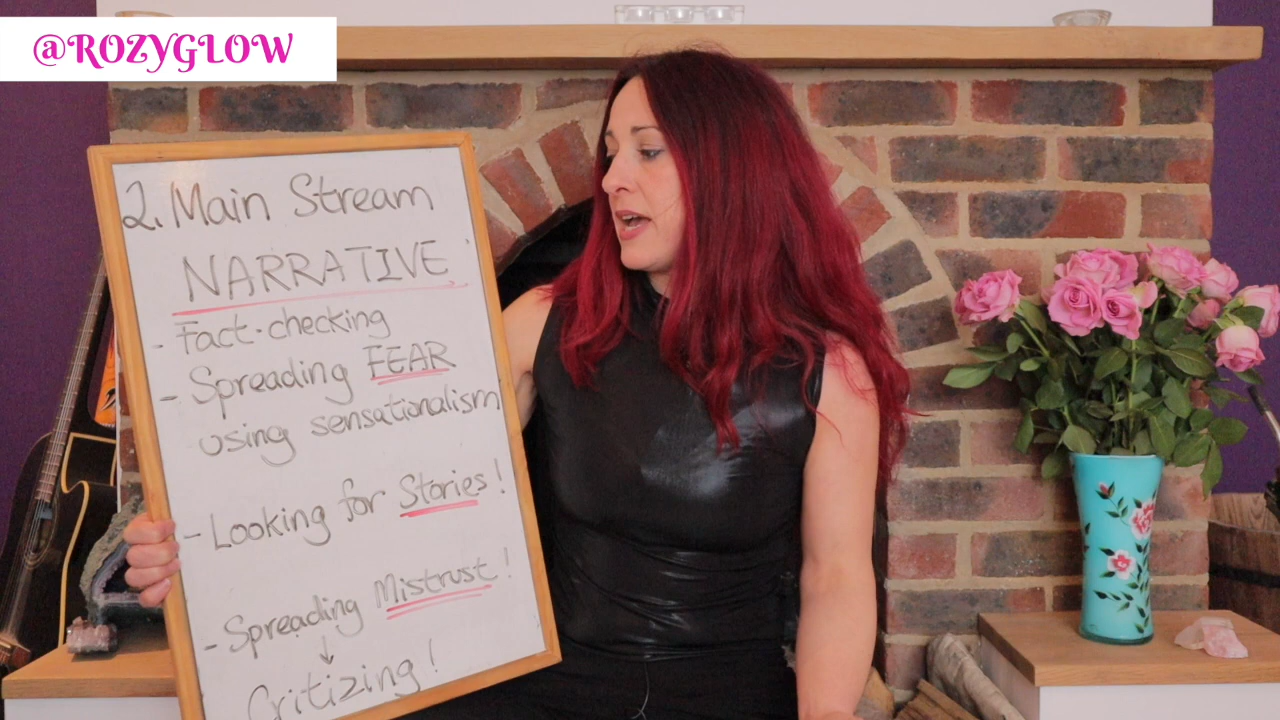 @ROZYGLOW
2. Main Stream
NARRATIVE
- Fact-checking
- Spreading FEAR
using sensationalism
- Looking for Stories!
- Spreading Mistrust!
↓
Critizing!